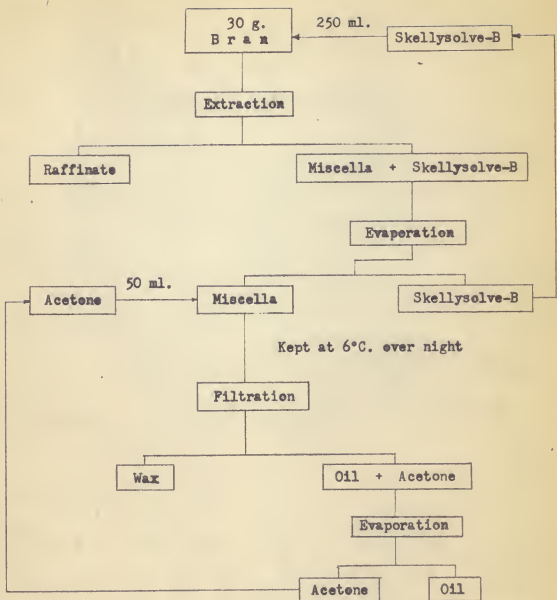 30 g.
B r a n
250 ml.
Skellysolve-B
Extraction
Raffinate
Miscella + Skellysolve-B
Evaporation
Acetone
50 ml.
Miscella
Skellysolve-B
Kept at 6°C. over night
Filtration
Wax
Oil + Acetone
Evaporation
Acetone
Oil